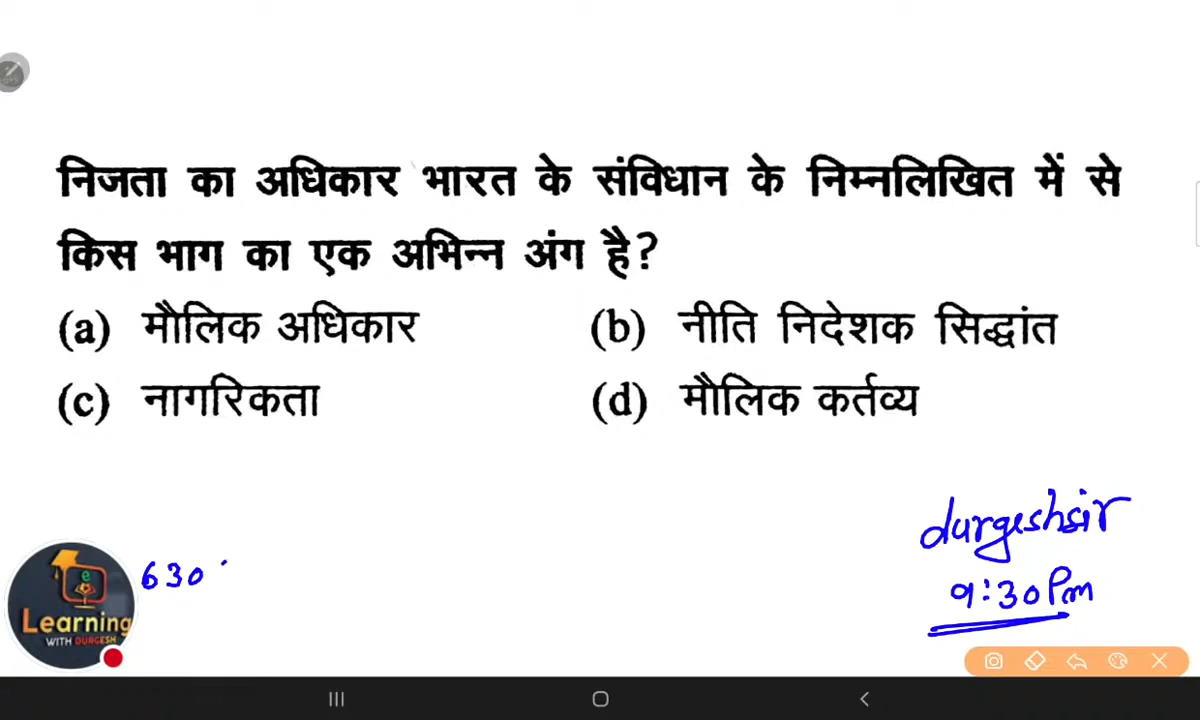 निजता का अधिकार भारत के संविधान के निम्नलिखित में से
किस भाग का एक अभिन्न अंग है?
(a) मौलिक अधिकार (b) नीति निदेशक सिद्धांत
(c) नागरिकता (d) मौलिक कर्तव्य
durgeshsir
9:30 Pm
630
e
Learning
WITH DURGESH